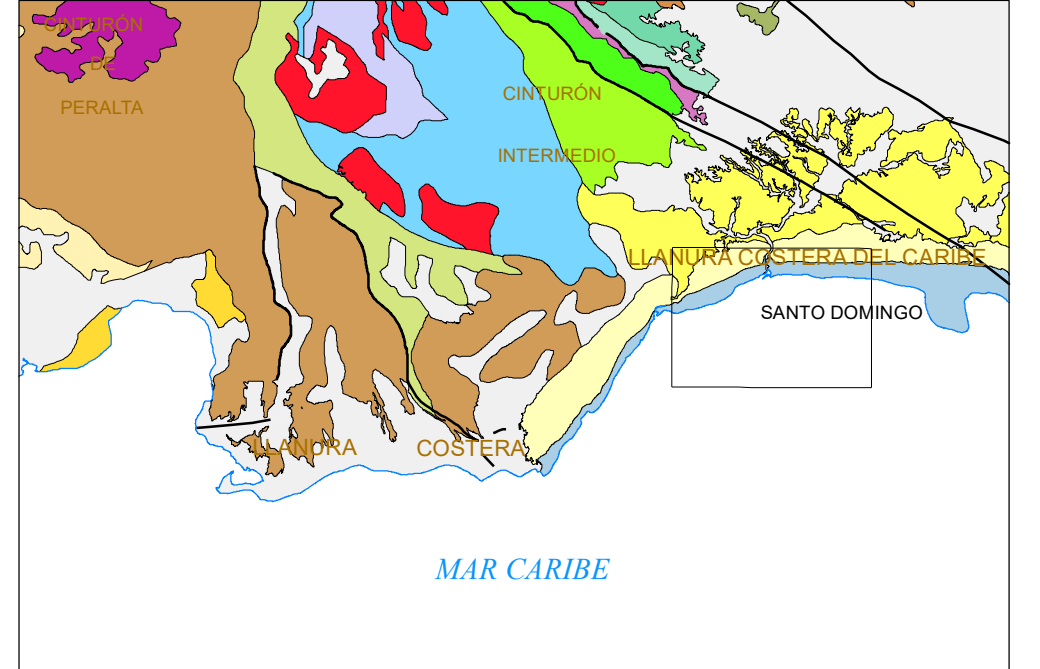 CINTURÓN
DE
PERALTA
CINTURÓN
INTERMEDIO
LLANURA COSTERA DEL CARIBE
SANTO DOMINGO
LLANURA COSTERA
MAR CARIBE